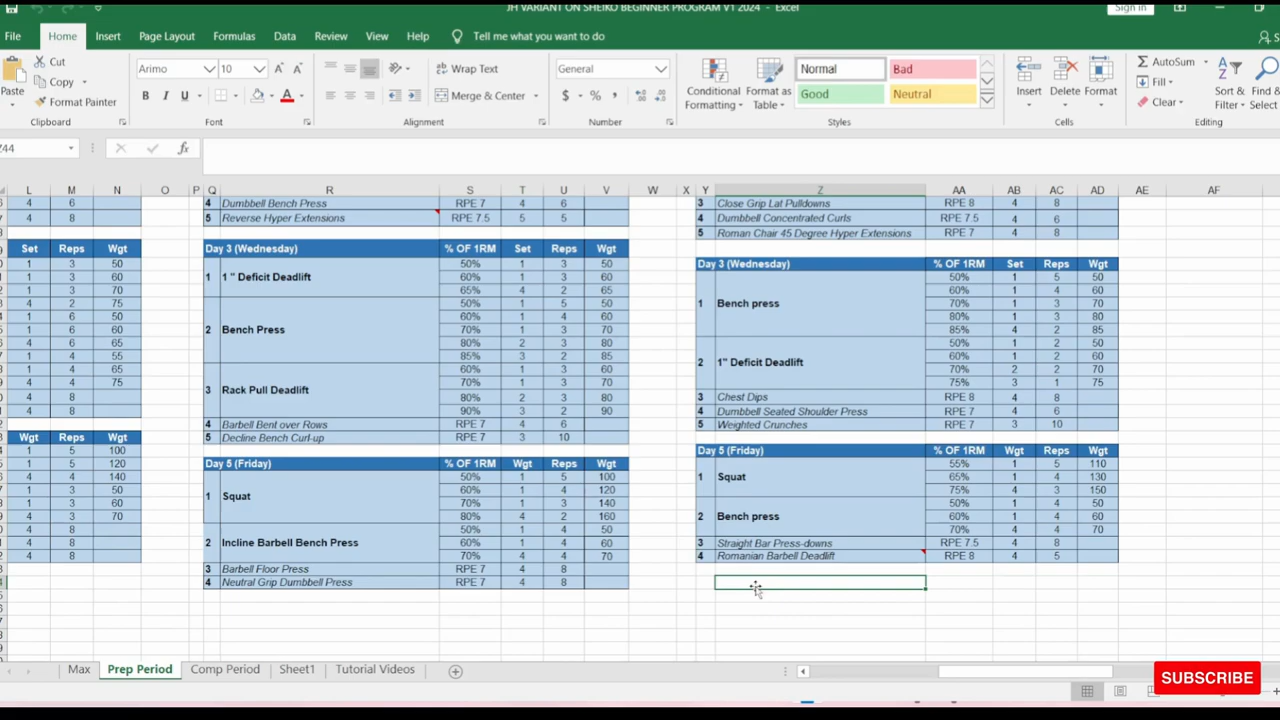 JH VARIANT ON SHEIKO BEGINNER PROGRAM V1 2024 - Excel Sign in
File Home Insert Page Layout Formulas Data Review View Help Tell me what you want to do
Cut Arimo 10 Wrap Text General Normal Bad AutoSum
Copy Fill
Paste Format Painter Merge & Center Conditional Formatting Format as Table Good Neutral Insert Delete Format Clear Sort & Filter Find & Select
Clipboard Font Alignment Number Styles Cells Editing
Z44 fx
L M N O P Q R S T U V W X Y Z AA AB AC AD AE AF
4 6 4 Dumbbell Bench Press RPE 7 4 6 3 Close Grip Lat Pulldowns RPE 8 4 8
4 8 5 Reverse Hyper Extensions RPE 7.5 5 5 4 Dumbbell Concentrated Curls RPE 7.5 4 6
5 Roman Chair 45 Degree Hyper Extensions RPE 7 4 8
Set Reps Wgt Day 3 (Wednesday) % OF 1RM Set Reps Wgt
1 3 50 50% 1 3 50 Day 3 (Wednesday) % OF 1RM Set Reps Wgt
1 3 60 1 1 " Deficit Deadlift 60% 1 3 60 50% 1 5 50
1 3 70 65% 4 2 65 60% 1 4 60
4 2 75 50% 1 5 50 1 Bench press 70% 1 3 70
1 6 50 60% 1 4 60 80% 1 3 80
1 6 60 2 Bench Press 70% 1 3 70 85% 4 2 85
4 6 65 80% 2 3 80 50% 1 2 50
1 4 55 85% 3 2 85 2 1" Deficit Deadlift 60% 1 2 60
1 4 65 60% 1 3 60 70% 2 2 70
4 4 75 3 Rack Pull Deadlift 70% 1 3 70 75% 3 1 75
4 8 80% 2 3 80 3 Chest Dips RPE 8 4 8
4 8 90% 3 2 90 4 Dumbbell Seated Shoulder Press RPE 7 4 6
4 Barbell Bent over Rows RPE 7 4 6 5 Weighted Crunches RPE 7 3 10
Wgt Reps Wgt 5 Decline Bench Curl-up RPE 7 3 10
1 5 100 Day 5 (Friday) % OF 1RM Wgt Reps Wgt
1 5 120 Day 5 (Friday) % OF 1RM Wgt Reps Wgt 55% 1 5 110
4 4 140 50% 1 5 100 1 Squat 65% 1 4 130
1 3 50 1 Squat 60% 1 4 120 75% 4 3 150
1 3 60 70% 1 3 140 50% 1 4 50
4 3 70 80% 4 2 160 2 Bench press 60% 1 4 60
4 8 50% 1 4 50 70% 4 4 70
4 8 2 Incline Barbell Bench Press 60% 1 4 60 3 Straight Bar Press-downs RPE 7.5 4 8
4 8 70% 4 4 70 4 Romanian Barbell Deadlift RPE 8 4 5
3 Barbell Floor Press RPE 7 4 8
4 Neutral Grip Dumbbell Press RPE 7 4 8
Max Prep Period Comp Period Sheet1 Tutorial Videos
SUBSCRIBE